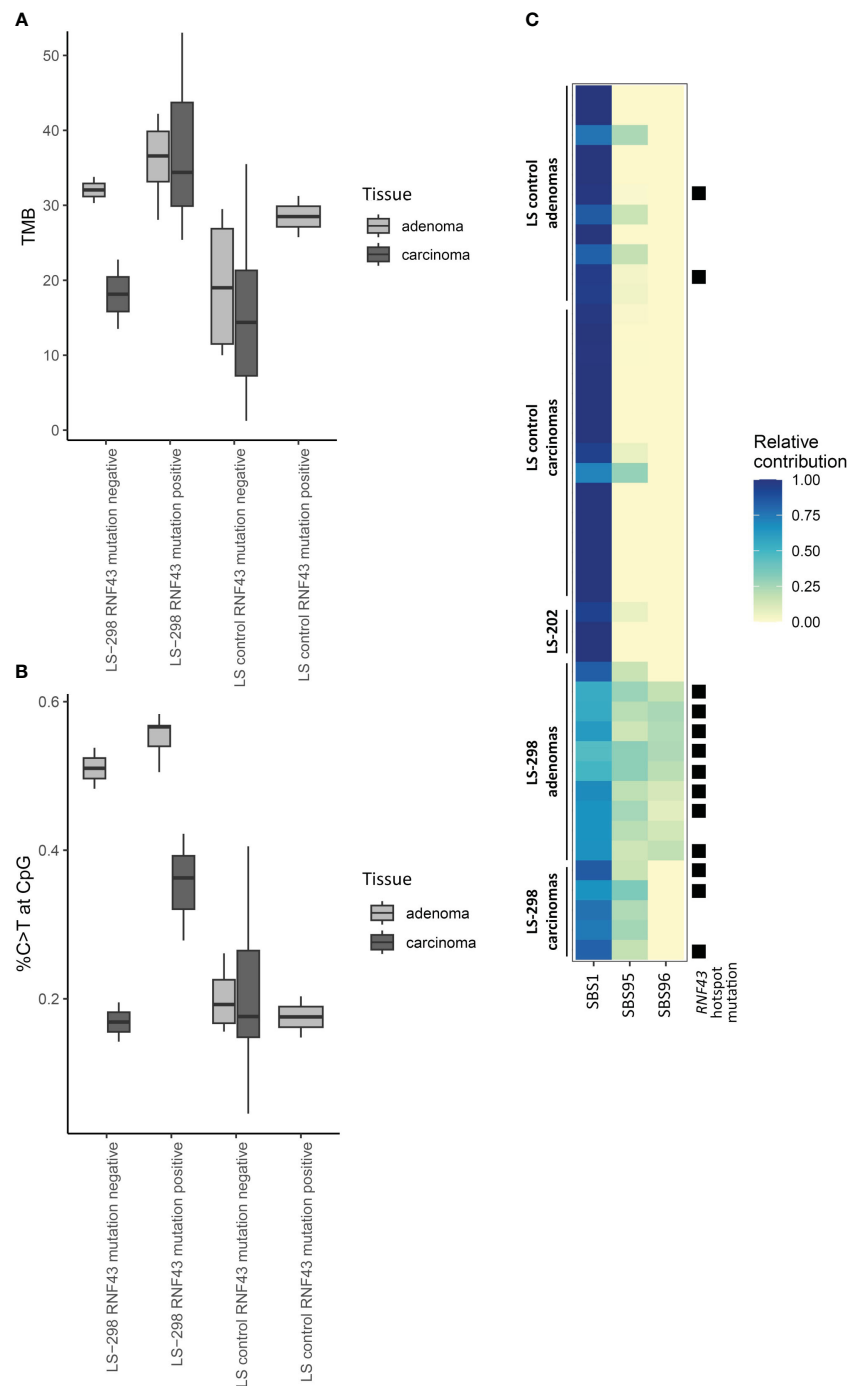 A
50
40
30
20
10
0
TMB
LS−298 RNF43 mutation negative
LS−298 RNF43 mutation positive
LS control RNF43 mutation negative
LS control RNF43 mutation positive
Tissue
adenoma
carcinoma
B
0.6
0.4
0.2
%C>T at CpG
LS−298 RNF43 mutation negative
LS−298 RNF43 mutation positive
LS control RNF43 mutation negative
LS control RNF43 mutation positive
Tissue
adenoma
carcinoma
C
LS control
adenomas
LS control
carcinomas
LS-202
LS-298
adenomas
LS-298
carcinomas
SBS1
SBS95
SBS96
RNF43
hotspot
mutation
Relative
contribution
1.00
0.75
0.50
0.25
0.00